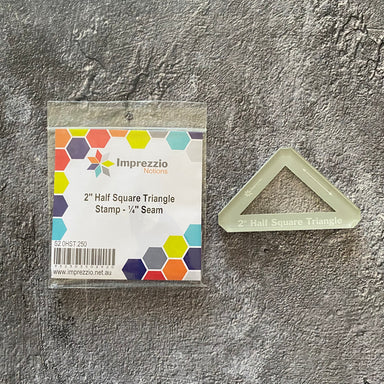 Imprezzio
Notions
2" Half Square Triangle
Stamp - ¼" Seam
S2.0HST.250
www.imprezzio.net.au
2" Half Square Triangle